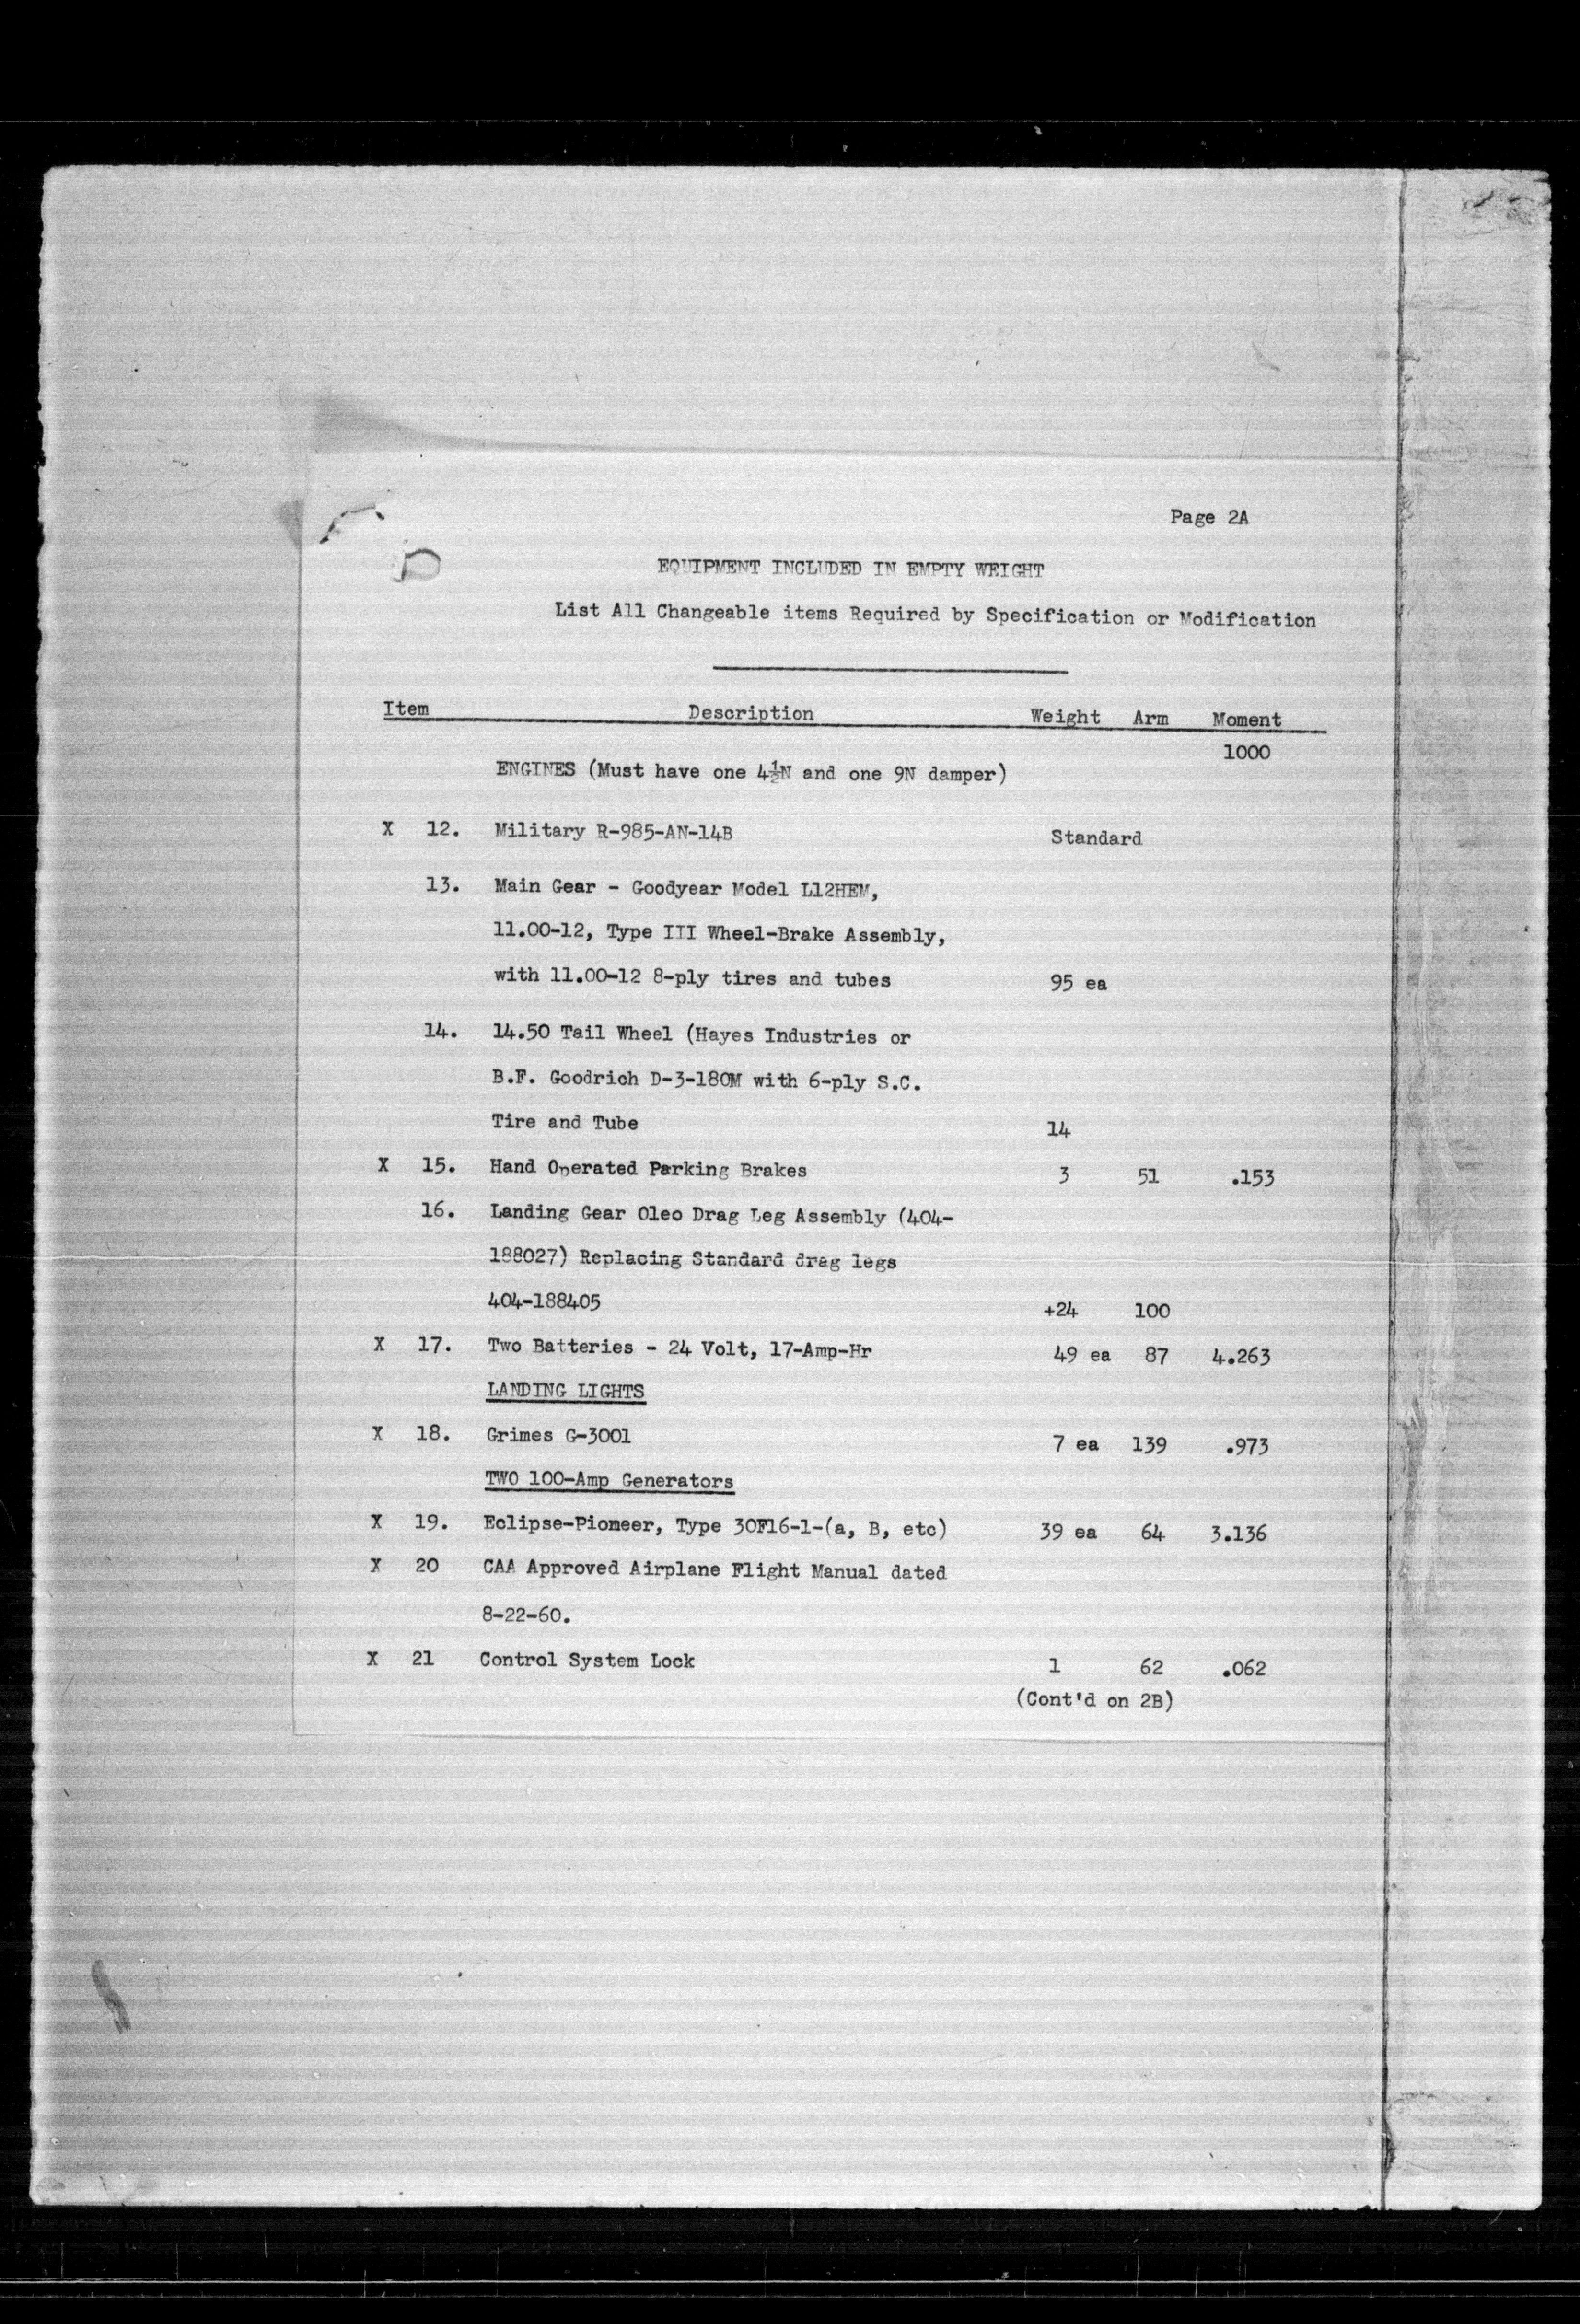 Page 2A
EQUIPMENT INCLUDED IN EMPTY WEIGHT
List All Changeable items Required by Specification or Modification
Item Description Weight Arm Moment
1000
ENGINES (Must have one 4½N and one 9N damper)
X 12. Military R-985-AN-14B Standard
13. Main Gear - Goodyear Model L12HEM,
11.00-12, Type III Wheel-Brake Assembly,
with 11.00-12 8-ply tires and tubes 95 ea
14. 14.50 Tail Wheel (Hayes Industries or
B.F. Goodrich D-3-180M with 6-ply S.C.
Tire and Tube 14
X 15. Hand Operated Parking Brakes 3 51 .153
16. Landing Gear Oleo Drag Leg Assembly (404-
188027) Replacing Standard drag legs
404-188405 +24 100
X 17. Two Batteries - 24 Volt, 17-Amp-Hr 49 ea 87 4.263
LANDING LIGHTS
X 18. Grimes G-3001 7 ea 139 .973
TWO 100-Amp Generators
X 19. Eclipse-Pioneer, Type 30F16-1-(a, B, etc) 39 ea 64 3.136
X 20 CAA Approved Airplane Flight Manual dated
8-22-60.
X 21 Control System Lock 1 62 .062
(Cont'd on 2B)